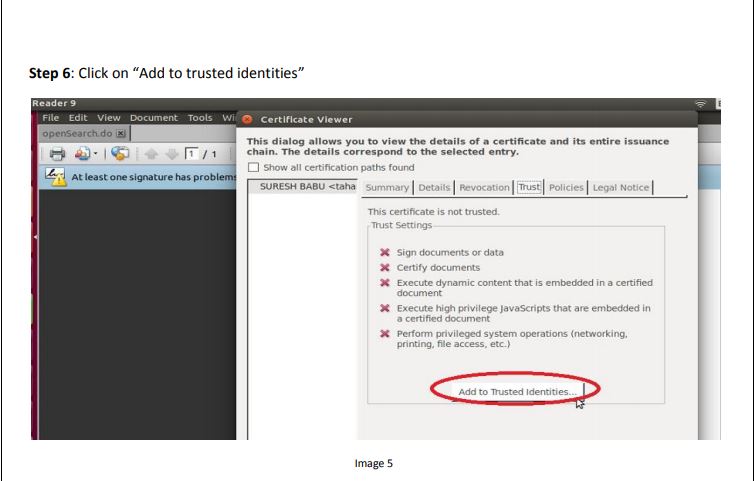 Step 6: Click on “Add to trusted identities”
Reader 9
File Edit View Document Tools Wi
Certificate Viewer
openSearch.do
This dialog allows you to view the details of a certificate and its entire issuance
chain. The details correspond to the selected entry.
1 / 1
Show all certification paths found
At least one signature has problems
SURESH BABU <taha
Summary Details Revocation Trust Policies Legal Notice
This certificate is not trusted.
Trust Settings
Sign documents or data
Certify documents
Execute dynamic content that is embedded in a certified
document
Execute high privilege JavaScripts that are embedded in
a certified document
Perform privileged system operations (networking,
printing, file access, etc.)
Add to Trusted Identities...
Image 5